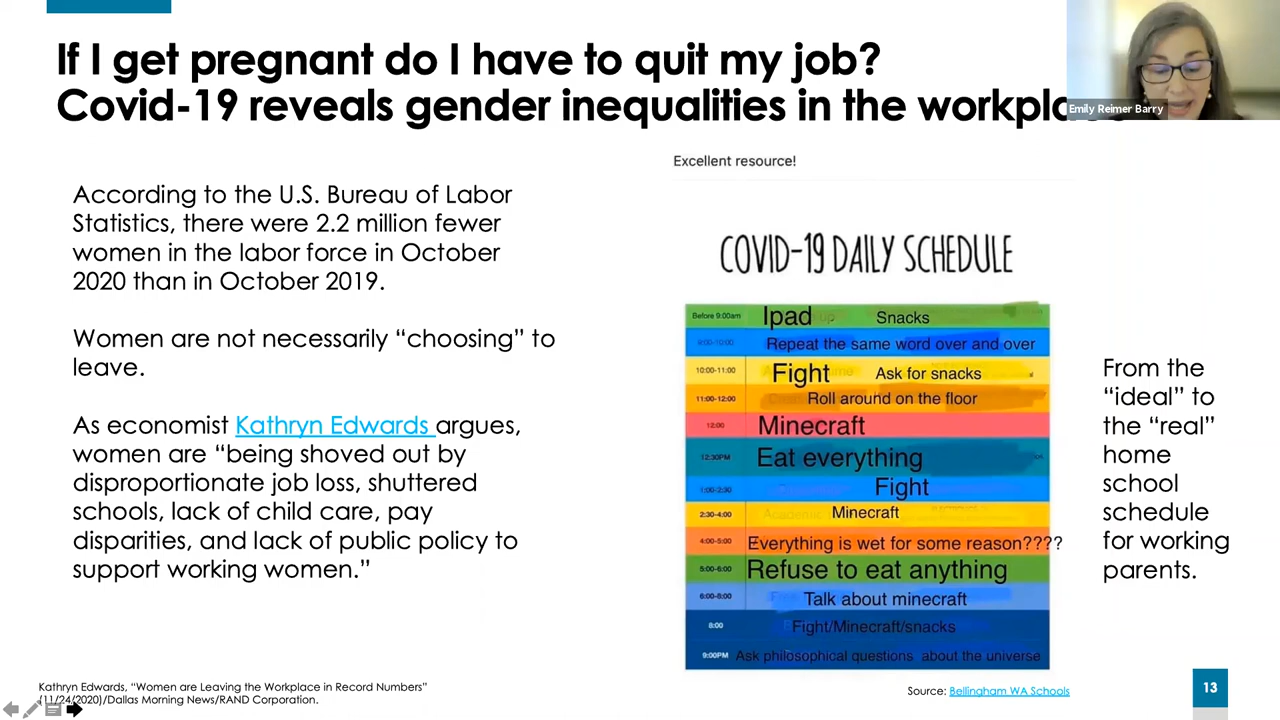 If I get pregnant do I have to quit my job?
Covid-19 reveals gender inequalities in the
Emily Reimer Barry
According to the U.S. Bureau of Labor
Statistics, there were 2.2 million fewer
women in the labor force in October
2020 than in October 2019.
Women are not necessarily “choosing” to
leave.
As economist Kathryn Edwards argues,
women are “being shoved out by
disproportionate job loss, shuttered
schools, lack of child care, pay
disparities, and lack of public policy to
support working women.”
Excellent resource!
COVID-19 DAILY SCHEDULE
Before 9:00am Ipad Snacks
9:00-10:00 Repeat the same word over and over
10:00-11:00 Fight Ask for snacks
11:00-12:00 Roll around on the floor
12:00 Minecraft
12:30PM Eat everything
1:00-2:30 Fight
2:30-4:00 Minecraft
4:00-5:00 Everything is wet for some reason????
5:00-6:00 Refuse to eat anything
6:00-8:00 Talk about minecraft
8:00 Fight/Minecraft/snacks
9:00PM Ask philosophical questions about the universe
From the
“ideal” to
the “real”
home
school
schedule
for working
parents.
Kathryn Edwards, “Women are Leaving the Workplace in Record Numbers”
(11/24/2020)/Dallas Morning News/RAND Corporation.
Source: Bellingham WA Schools
13